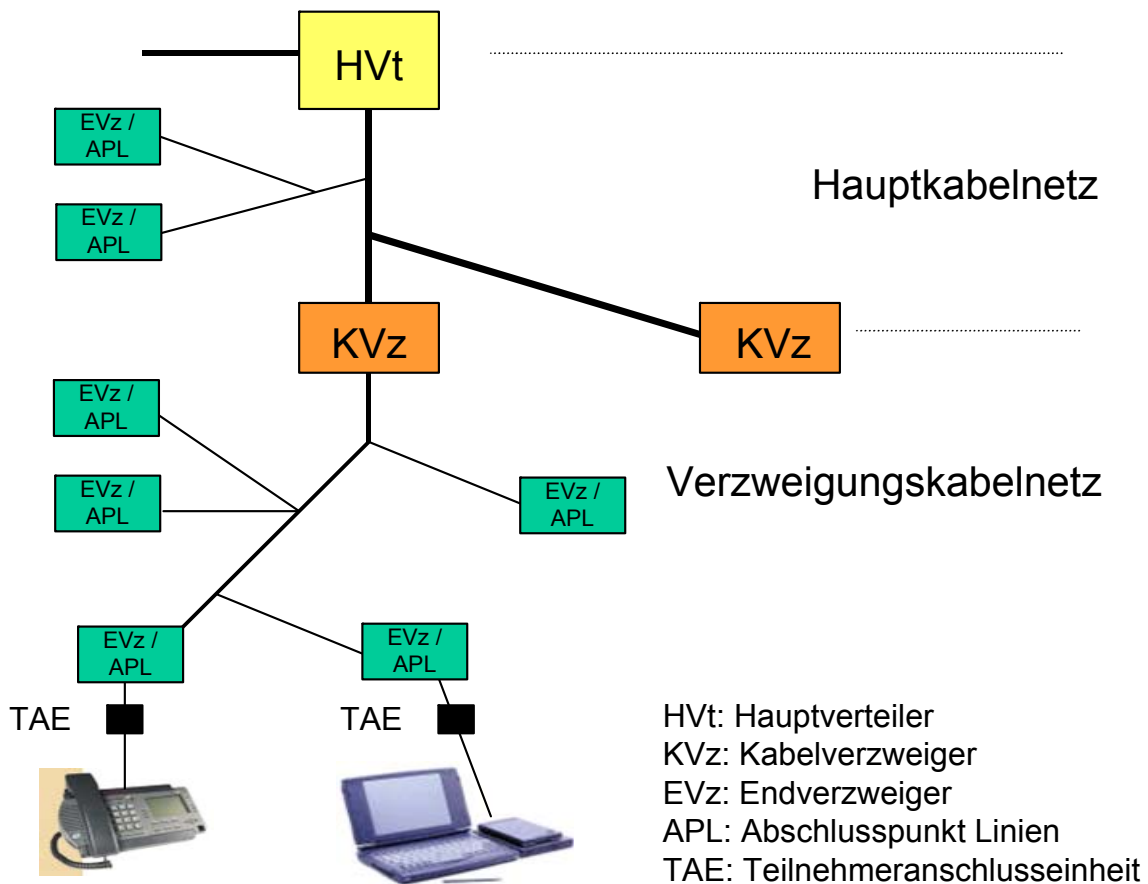 HVt
EVz /
APL
Hauptkabelnetz
EVz /
APL
KVz
KVz
EVz /
APL
Verzweigungskabelnetz
EVz /
APL
EVz /
APL
EVz /
APL
EVz /
APL
TAE
TAE
HVt: Hauptverteiler
KVz: Kabelverzweiger
EVz: Endverzweiger
APL: Abschlusspunkt Linien
TAE: Teilnehmeranschlusseinheit